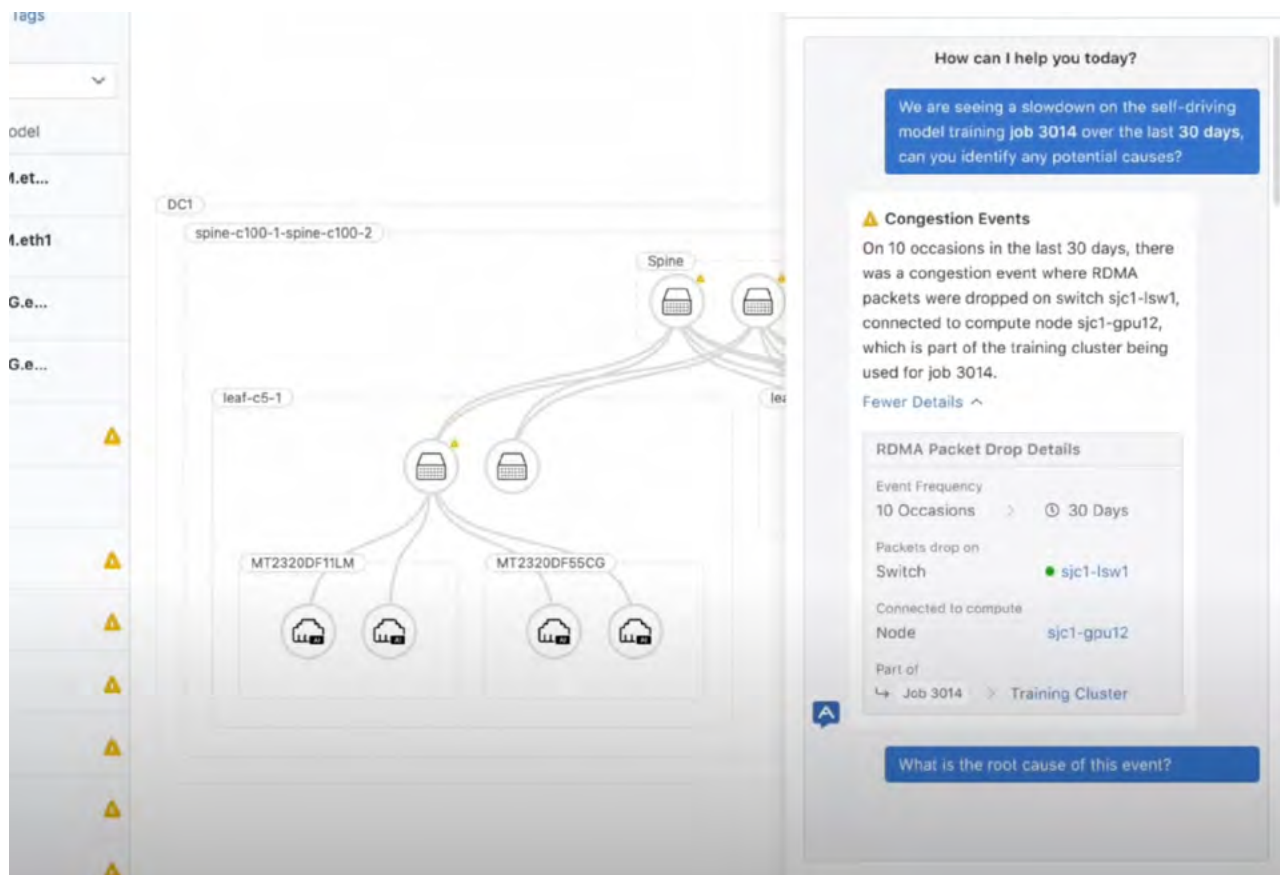 Tags
odel
.et...
.eth1
G.e...
G.e...
DC1
spine-c100-1-spine-c100-2
Spine
leaf-c5-1
lea
MT2320DF11LM
MT2320DF55CG
How can I help you today?
We are seeing a slowdown on the self-driving
model training job 3014 over the last 30 days,
can you identify any potential causes?
Congestion Events
On 10 occasions in the last 30 days, there
was a congestion event where RDMA
packets were dropped on switch sjc1-lsw1,
connected to compute node sjc1-gpu12,
which is part of the training cluster being
used for job 3014.
Fewer Details
RDMA Packet Drop Details
Event Frequency
10 Occasions > 30 Days
Packets drop on
Switch sjc1-lsw1
Connected to compute
Node sjc1-gpu12
Part of
Job 3014 > Training Cluster
What is the root cause of this event?